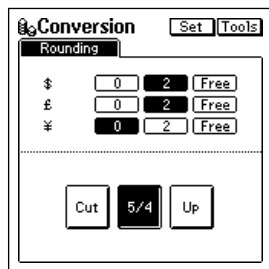 Conversion Set Tools
Rounding
$ 0 2 Free
£ 0 2 Free
¥ 0 2 Free
Cut 5/4 Up